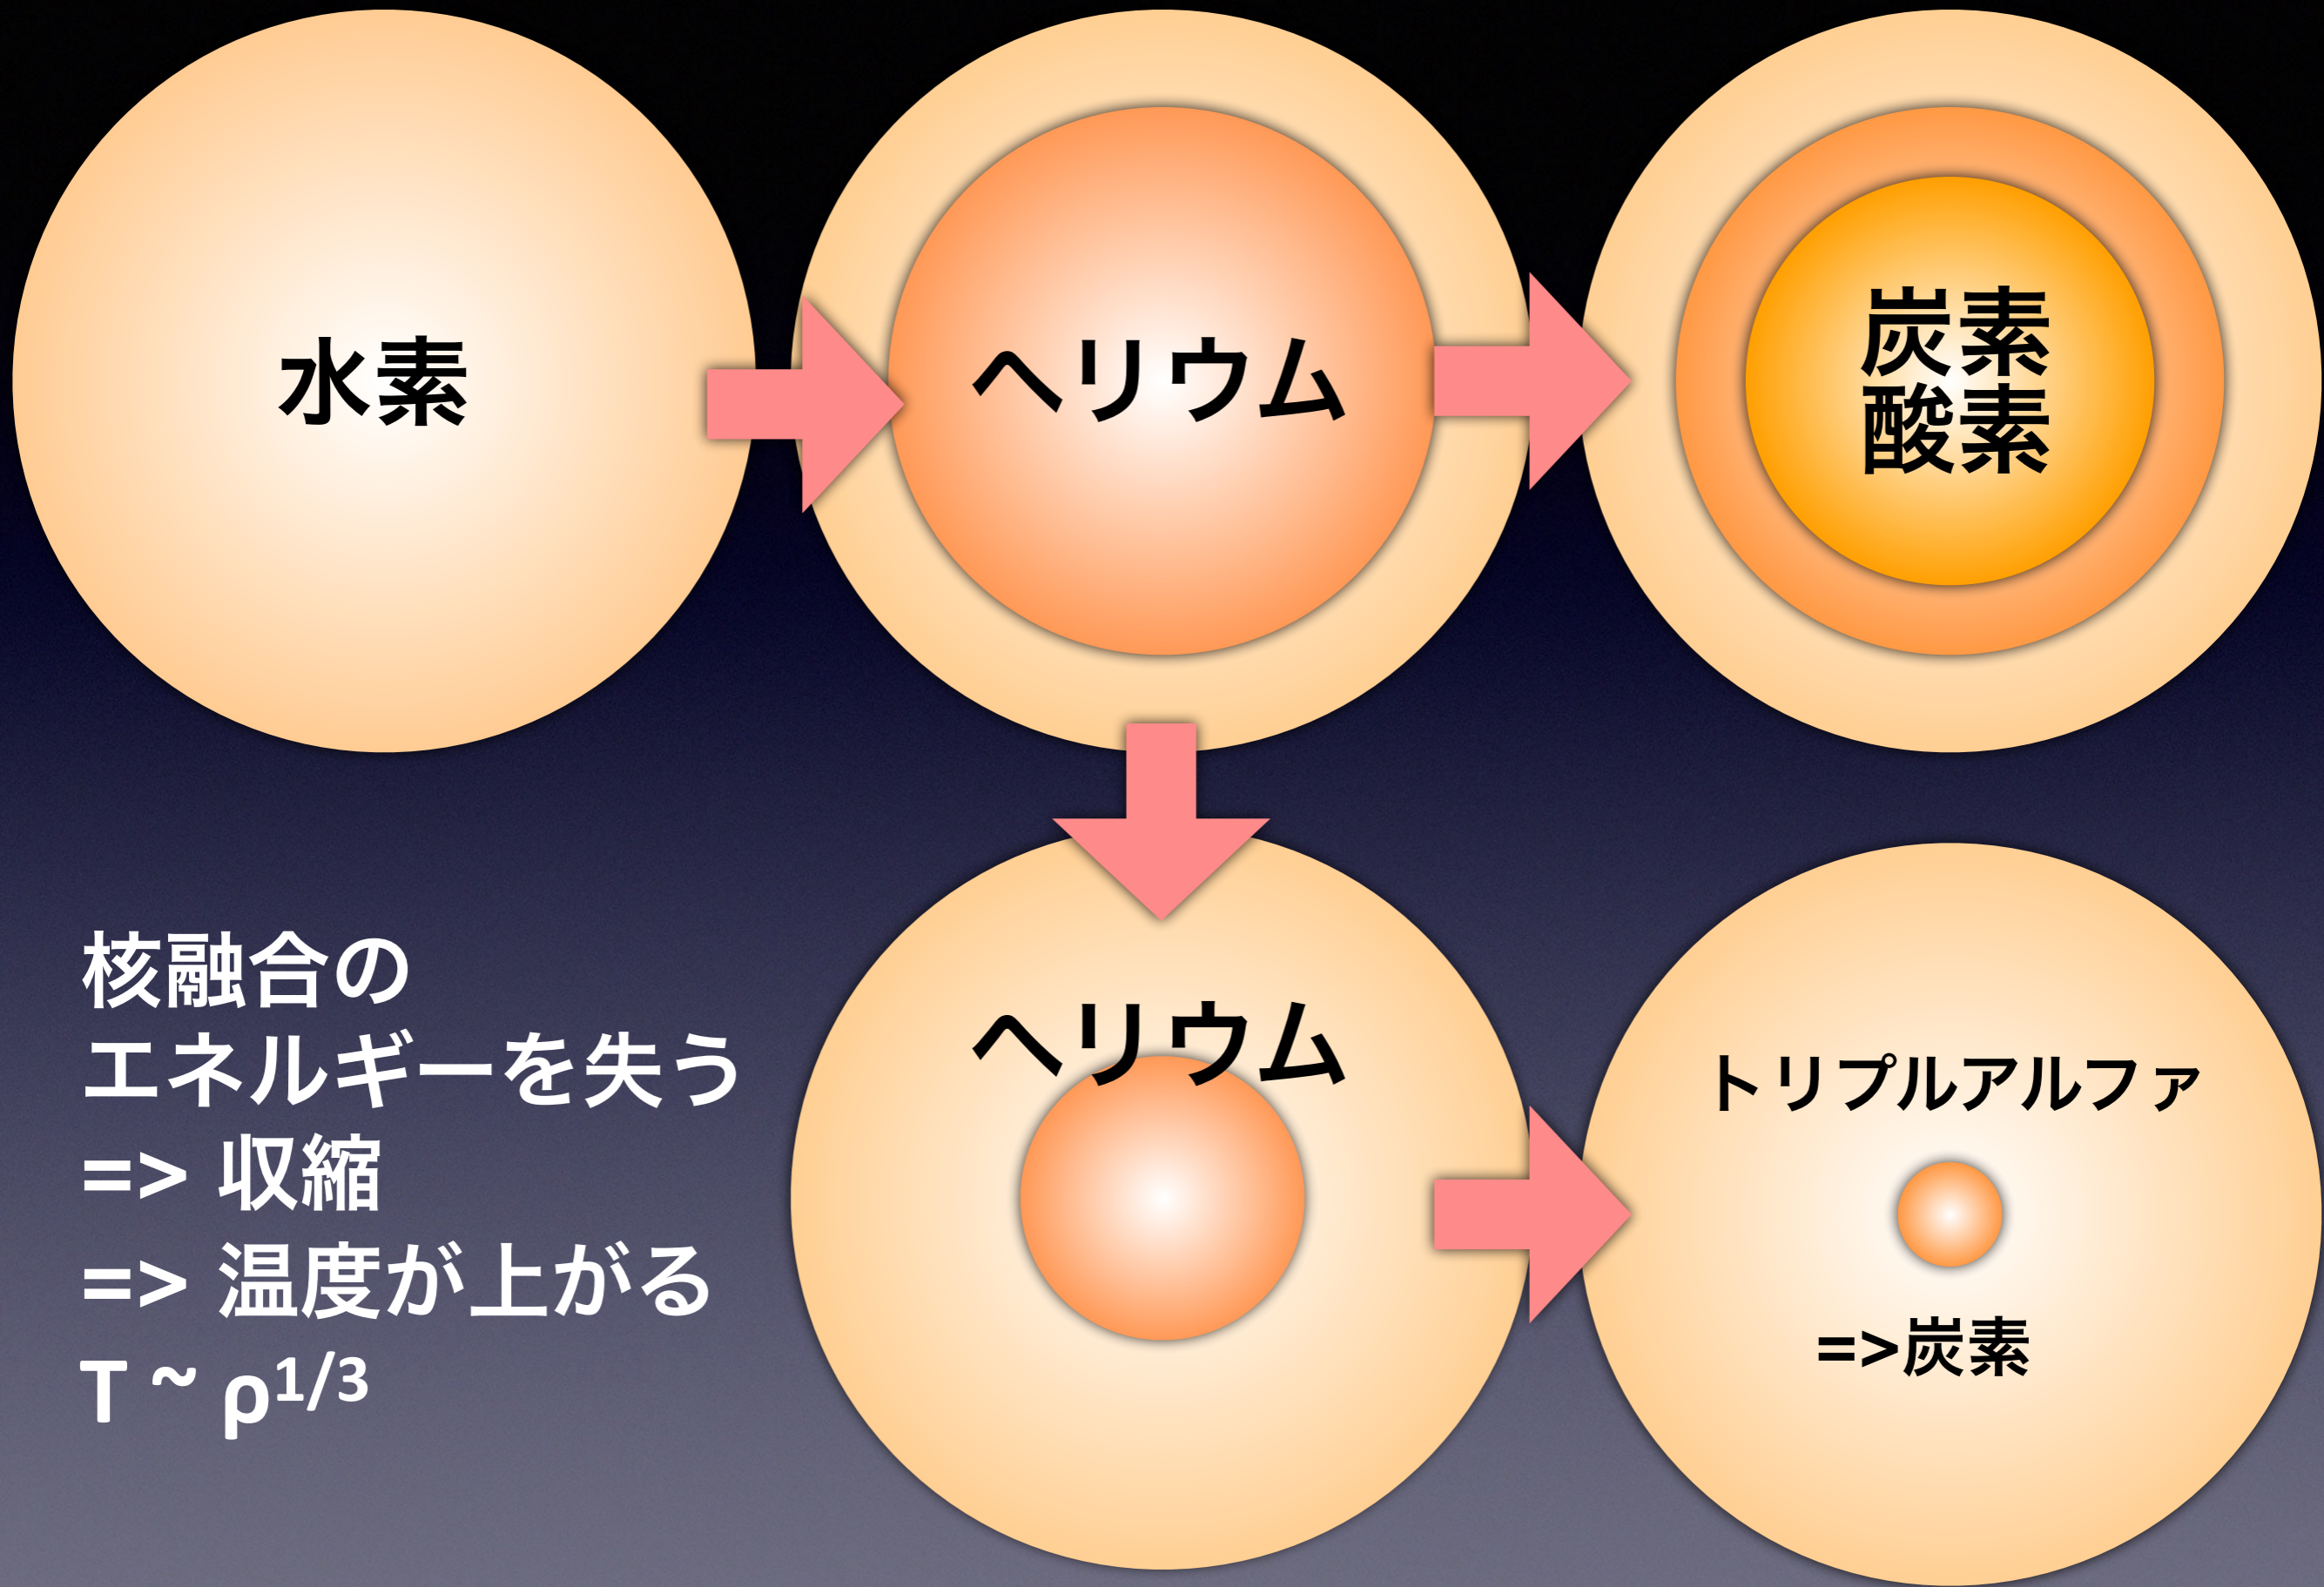 水素
ヘリウム
炭素
酸素
核融合の
エネルギーを失う
=> 収縮
=> 温度が上がる
T ~ ρ^1/3
ヘリウム
トリプルアルファ
=>炭素